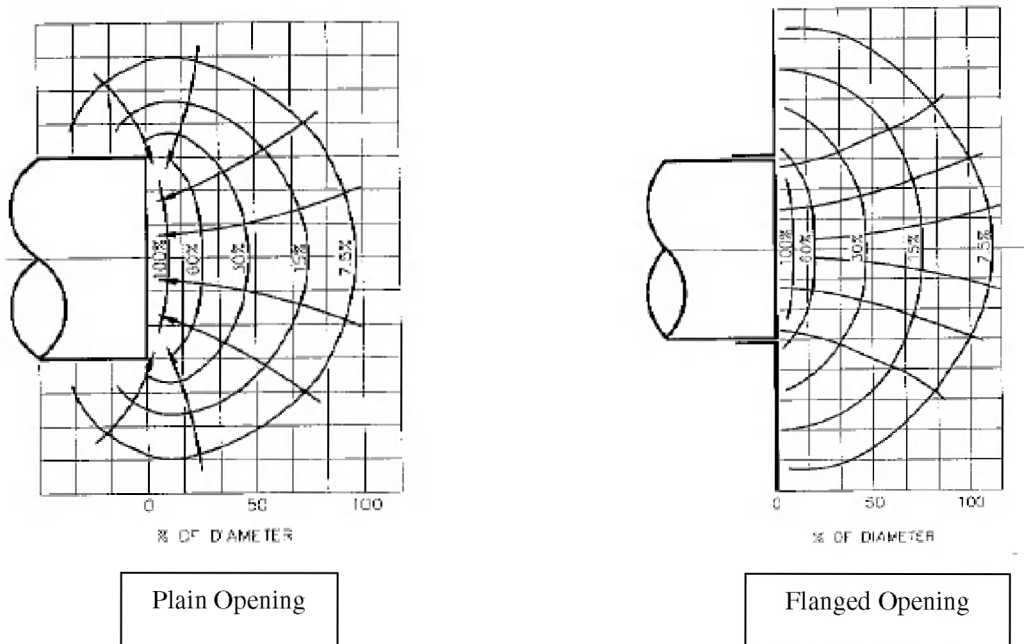 100% 60% 30% 15% 7.5%
0 50 100
% OF DIAMETER
Plain Opening
100% 60% 30% 15% 7.5%
0 50 100
% OF DIAMETER
Flanged Opening